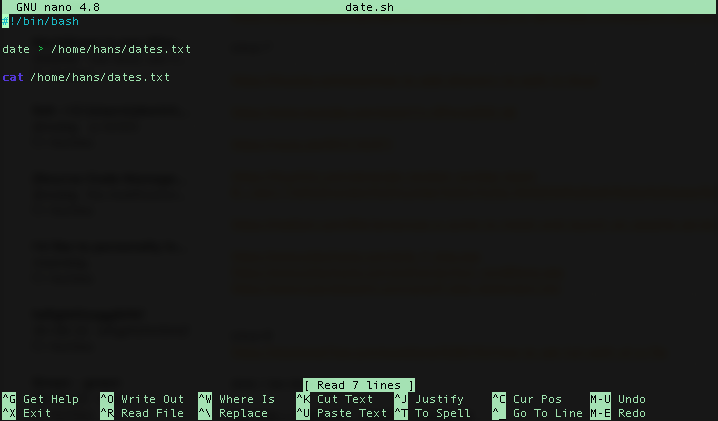 GNU nano 4.8 date.sh
#!/bin/bash
date > /home/hans/dates.txt
cat /home/hans/dates.txt
[ Read 7 lines ]
^G Get Help ^O Write Out ^W Where Is ^K Cut Text ^J Justify ^C Cur Pos M-U Undo
^X Exit ^R Read File ^\ Replace ^U Paste Text ^T To Spell ^_ Go To Line M-E Redo